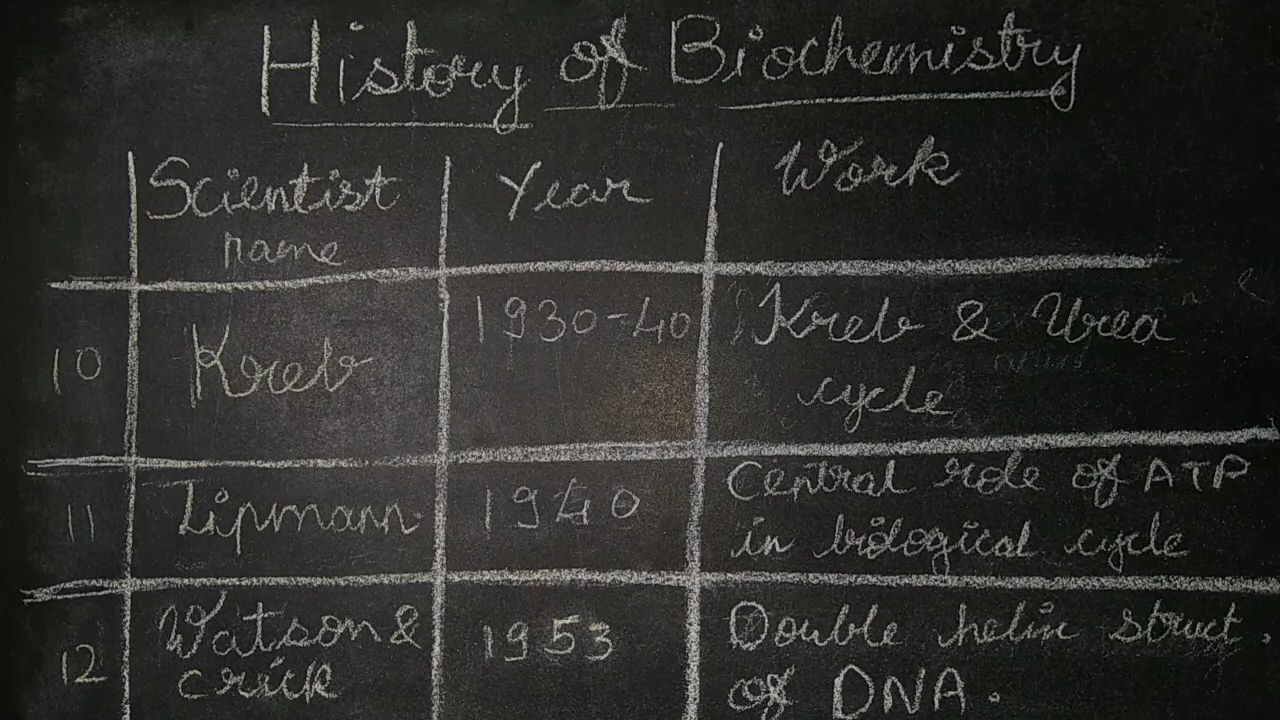 History of Biochemistry
Scientist Year Work
name
10 Kreb 1930-40 Kreb & Urea
cycle
11 Lipmann 1940 Central role of ATP
in biological cycle
12 Watson & 1953 Double helix struct.
crick of DNA.